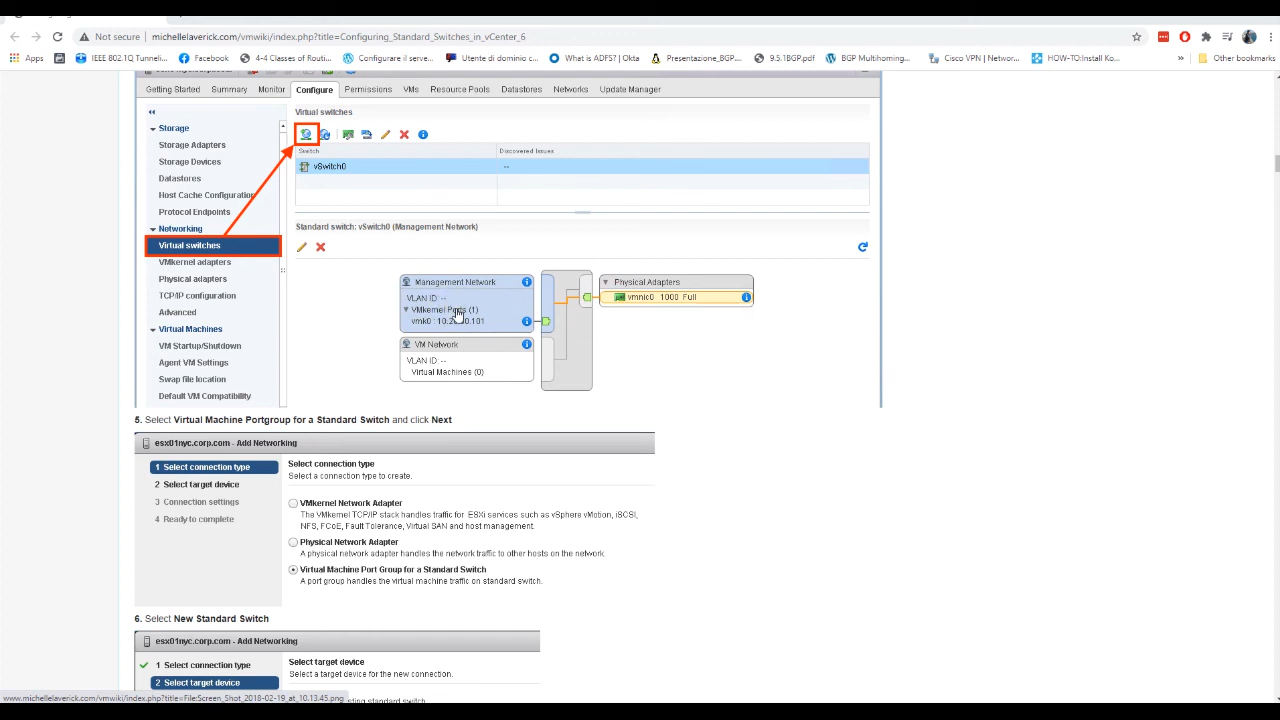 Not secure michellelaverick.com/vmwiki/index.php?title=Configuring_Standard_Switches_in_vCenter_6
Apps IEEE 802.1Q Tunneli... Facebook 4-4 Classes of Routi... Configurare il serve... Utente di dominio c... What is ADFS? | Okta Presentazione_BGP.... 9.5.1BGP.pdf BGP Multihoming... Cisco VPN | Networ... HOW-TO:Install Ko... » Other bookmarks
Getting Started Summary Monitor Configure Permissions VMs Resource Pools Datastores Networks Update Manager
Virtual switches
Storage
Storage Adapters
Storage Devices
Datastores
Host Cache Configuration
Protocol Endpoints
Networking
Virtual switches
VMkernel adapters
Physical adapters
TCP/IP configuration
Advanced
Virtual Machines
VM Startup/Shutdown
Agent VM Settings
Swap file location
Default VM Compatibility
Switch Discovered Issues
vSwitch0 --
Standard switch: vSwitch0 (Management Network)
Management Network
VLAN ID: --
VMkernel Ports (1)
vmk0 : .101
VM Network
VLAN ID: --
Virtual Machines (0)
Physical Adapters
vmnic0 1000 Full
5. Select Virtual Machine Portgroup for a Standard Switch and click Next
esx01nyc.corp.com - Add Networking
1 Select connection type
2 Select target device
3 Connection settings
4 Ready to complete
Select connection type
Select a connection type to create.
VMkernel Network Adapter
The VMkernel TCP/IP stack handles traffic for ESXi services such as vSphere vMotion, iSCSI,
NFS, FCoE, Fault Tolerance, Virtual SAN and host management.
Physical Network Adapter
A physical network adapter handles the network traffic to other hosts on the network.
Virtual Machine Port Group for a Standard Switch
A port group handles the virtual machine traffic on standard switch.
6. Select New Standard Switch
esx01nyc.corp.com - Add Networking
1 Select connection type
2 Select target device
Select target device
Select a target device for the new connection.
www.michellelaverick.com/vmwiki/index.php?title=File:Screen_Shot_2018-02-19_at_10.13.45.png